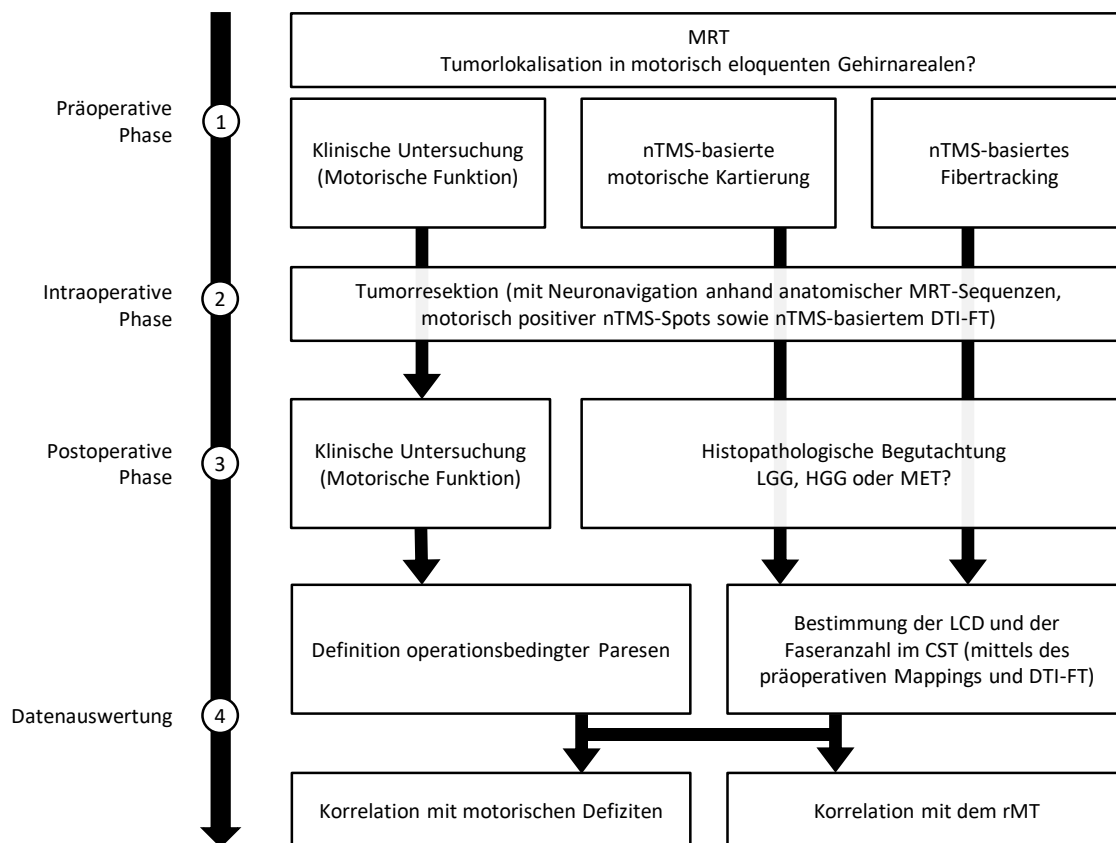 MRT
Tumorlokalisation in motorisch eloquenten Gehirnarealen?
Präoperative
Phase
1
Klinische Untersuchung
(Motorische Funktion)
nTMS-basierte
motorische Kartierung
nTMS-basiertes
Fibertracking
Intraoperative
Phase
2
Tumorresektion (mit Neuronavigation anhand anatomischer MRT-Sequenzen,
motorisch positiver nTMS-Spots sowie nTMS-basiertem DTI-FT)
Postoperative
Phase
3
Klinische Untersuchung
(Motorische Funktion)
Histopathologische Begutachtung
LGG, HGG oder MET?
Definition operationsbedingter Paresen
Bestimmung der LCD und der
Faseranzahl im CST (mittels des
präoperativen Mappings und DTI-FT)
Datenauswertung
4
Korrelation mit motorischen Defiziten
Korrelation mit dem rMT